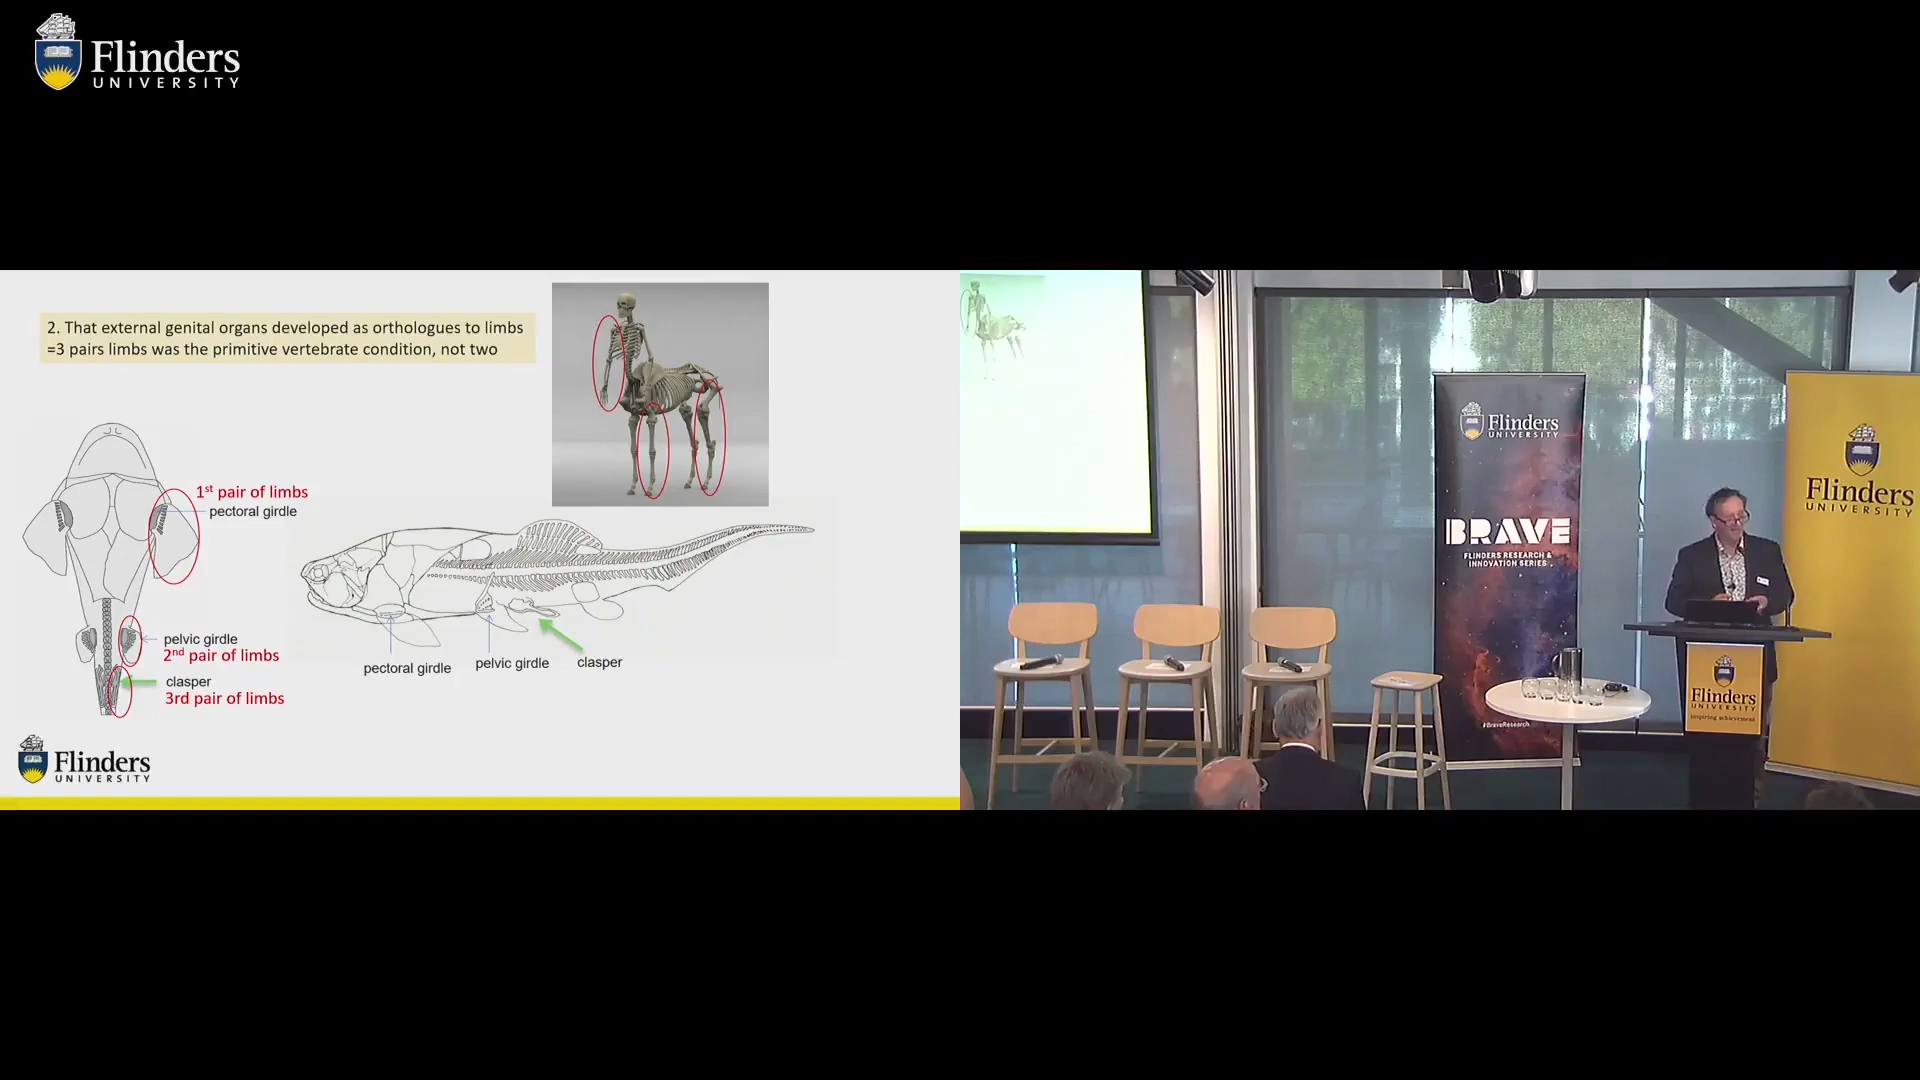 Flinders
UNIVERSITY
2. That external genital organs developed as orthologues to limbs
=3 pairs limbs was the primitive vertebrate condition, not two
1st pair of limbs
pectoral girdle
pelvic girdle
2nd pair of limbs
clasper
3rd pair of limbs
pectoral girdle
pelvic girdle
clasper
Flinders
UNIVERSITY
Flinders
UNIVERSITY
BRAVE
FLINDERS RESEARCH &
INNOVATION SERIES
#BraveResearch
Flinders
UNIVERSITY
Flinders
UNIVERSITY
inspiring achievement